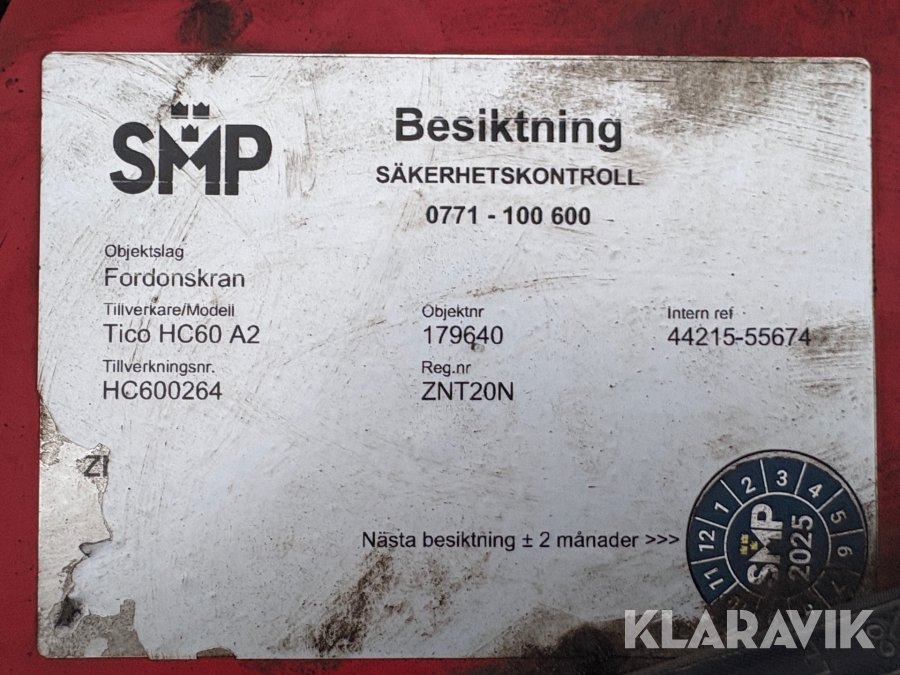 SMP
Besiktning
SÄKERHETSKONTROLL
0771 - 100 600
Objektslag
Fordonskran
Tillverkare/Modell
Tico HC60 A2
Objektnr
179640
Intern ref
44215-55674
Tillverkningsnr.
HC600264
Reg.nr
ZNT20N
Nästa besiktning ± 2 månader >>>
11 12 1 2 3 4 5 6 7
SMP
2025
KLARAVIK